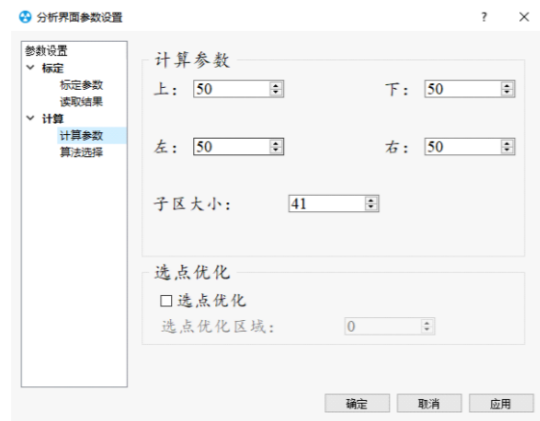 分析界面参数设置
参数设置
标定
标定参数
读取结果
计算
计算参数
算法选择
计算参数
上： 50 下： 50
左： 50 右： 50
子区大小： 41
选点优化
选点优化
选点优化区域： 0
确定 取消 应用